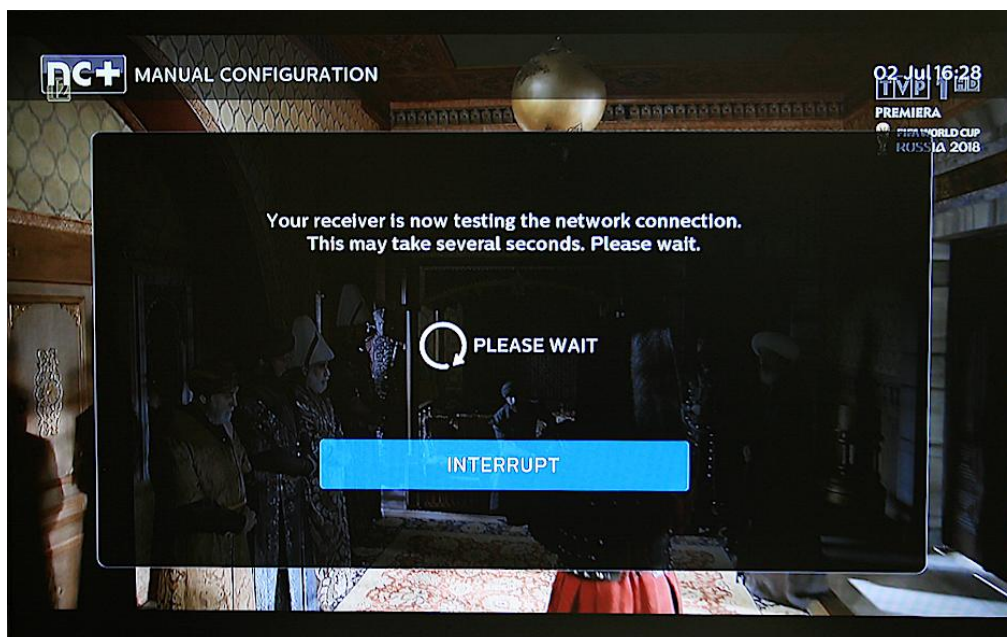 nc+ MANUAL CONFIGURATION
02 Jul 16:28
TVP 1 HD
PREMIERA
FIFA WORLD CUP
RUSSIA 2018
Your receiver is now testing the network connection.
This may take several seconds. Please wait.
PLEASE WAIT
INTERRUPT